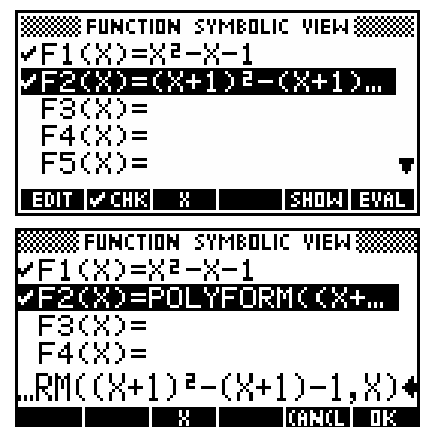 FUNCTION SYMBOLIC VIEW
✓F1(X)=X²-X-1
✓F2(X)=(X+1)²-(X+1)…
F3(X)=
F4(X)=
F5(X)= ▼
EDIT ✓CHK X SHOW EVAL
FUNCTION SYMBOLIC VIEW
✓F1(X)=X²-X-1
✓F2(X)=POLYFORM((X+…
F3(X)=
F4(X)=
…RM((X+1)²-(X+1)-1,X)◀
X CANCL OK